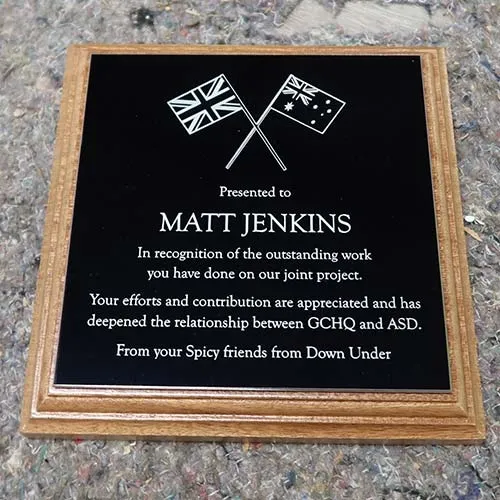 Presented to
MATT JENKINS
In recognition of the outstanding work
you have done on our joint project.
Your efforts and contribution are appreciated and has
deepened the relationship between GCHQ and ASD.
From your Spicy friends from Down Under